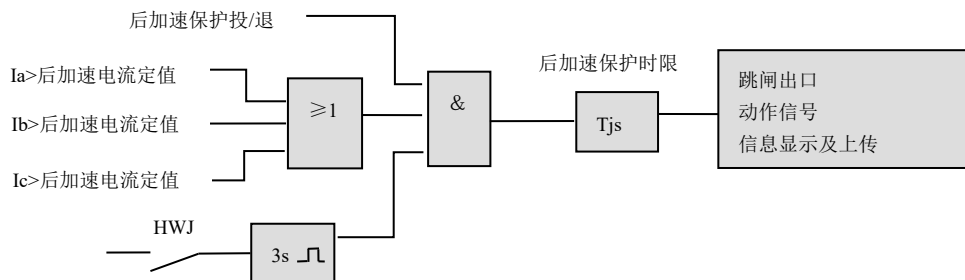 后加速保护投/退
Ia>后加速电流定值
Ib>后加速电流定值
Ic>后加速电流定值
≥1
&
后加速保护时限
Tjs
跳闸出口
动作信号
信息显示及上传
HWJ
3s